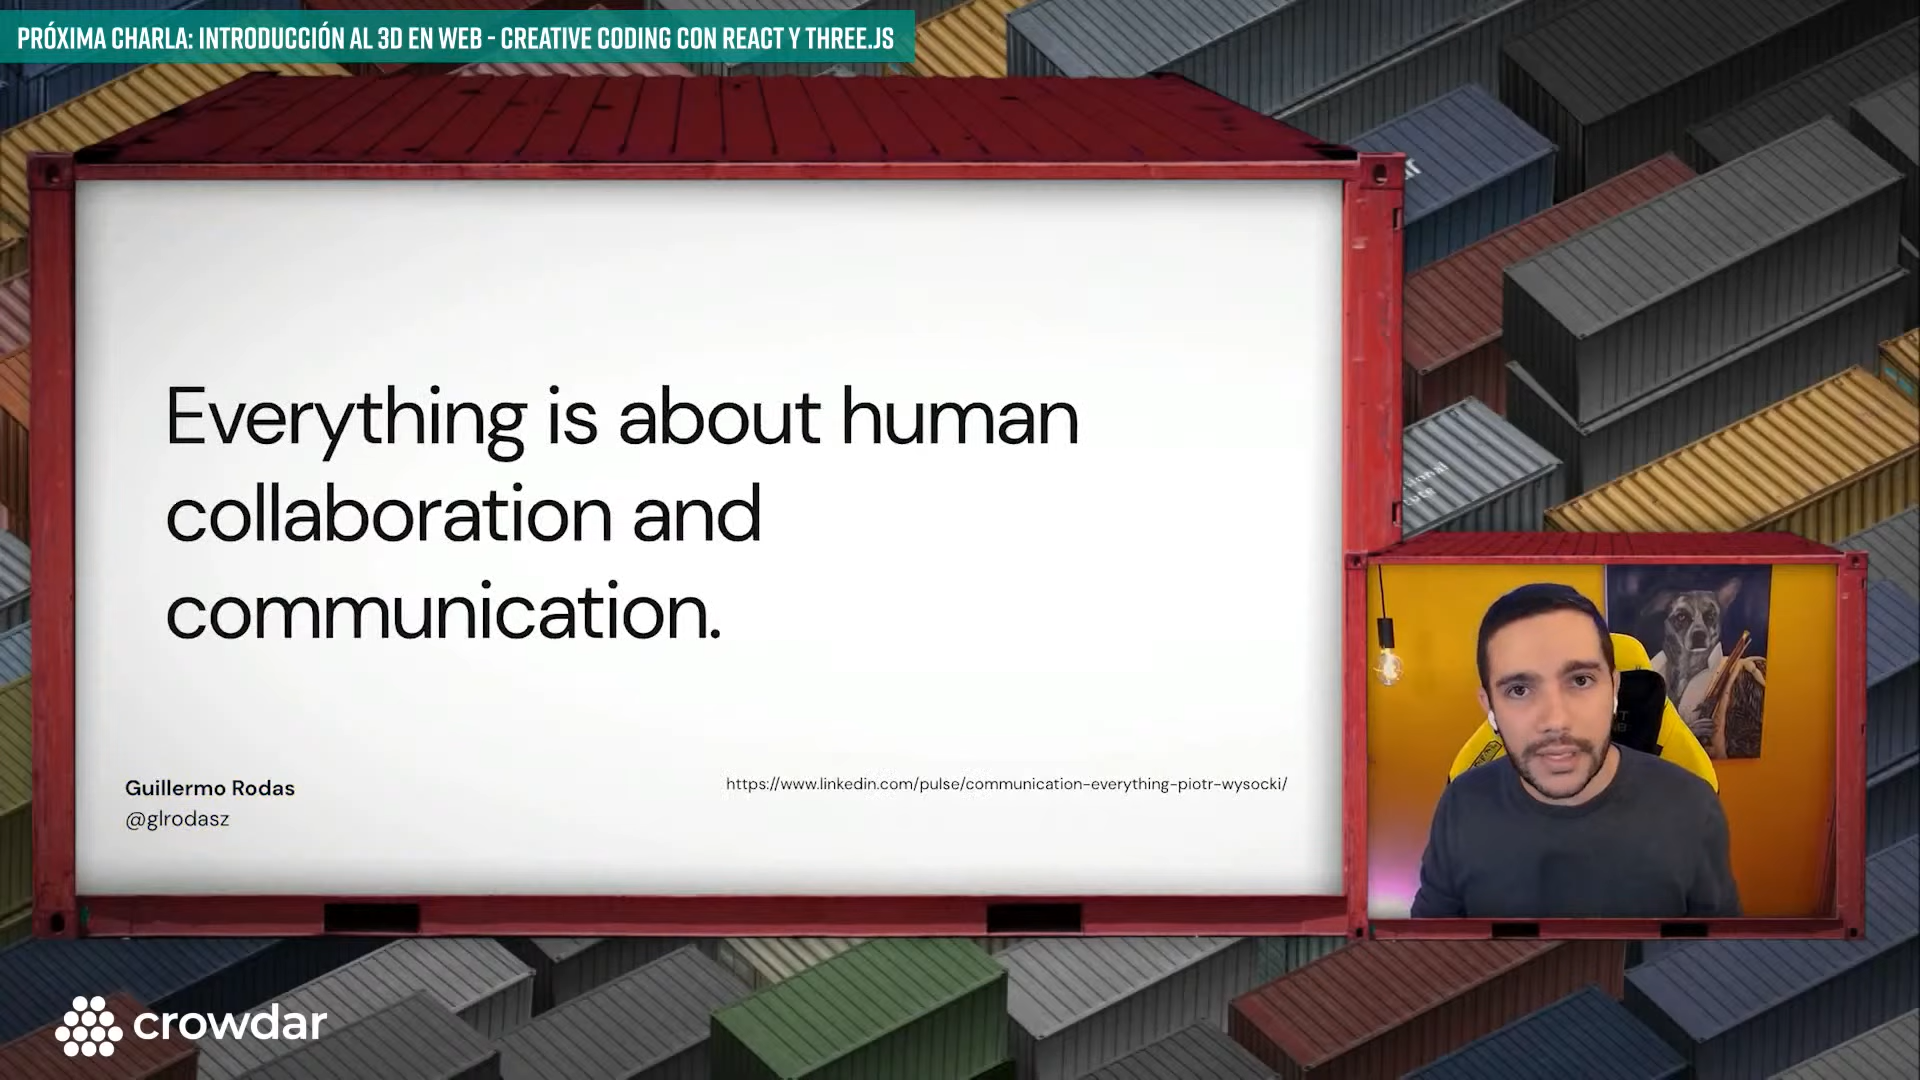 PRÓXIMA CHARLA: INTRODUCCIÓN AL 3D EN WEB - CREATIVE CODING CON REACT Y THREE.JS
Everything is about human
collaboration and
communication.
Guillermo Rodas
@glrodasz
https://www.linkedin.com/pulse/communication-everything-piotr-wysocki/
crowdar